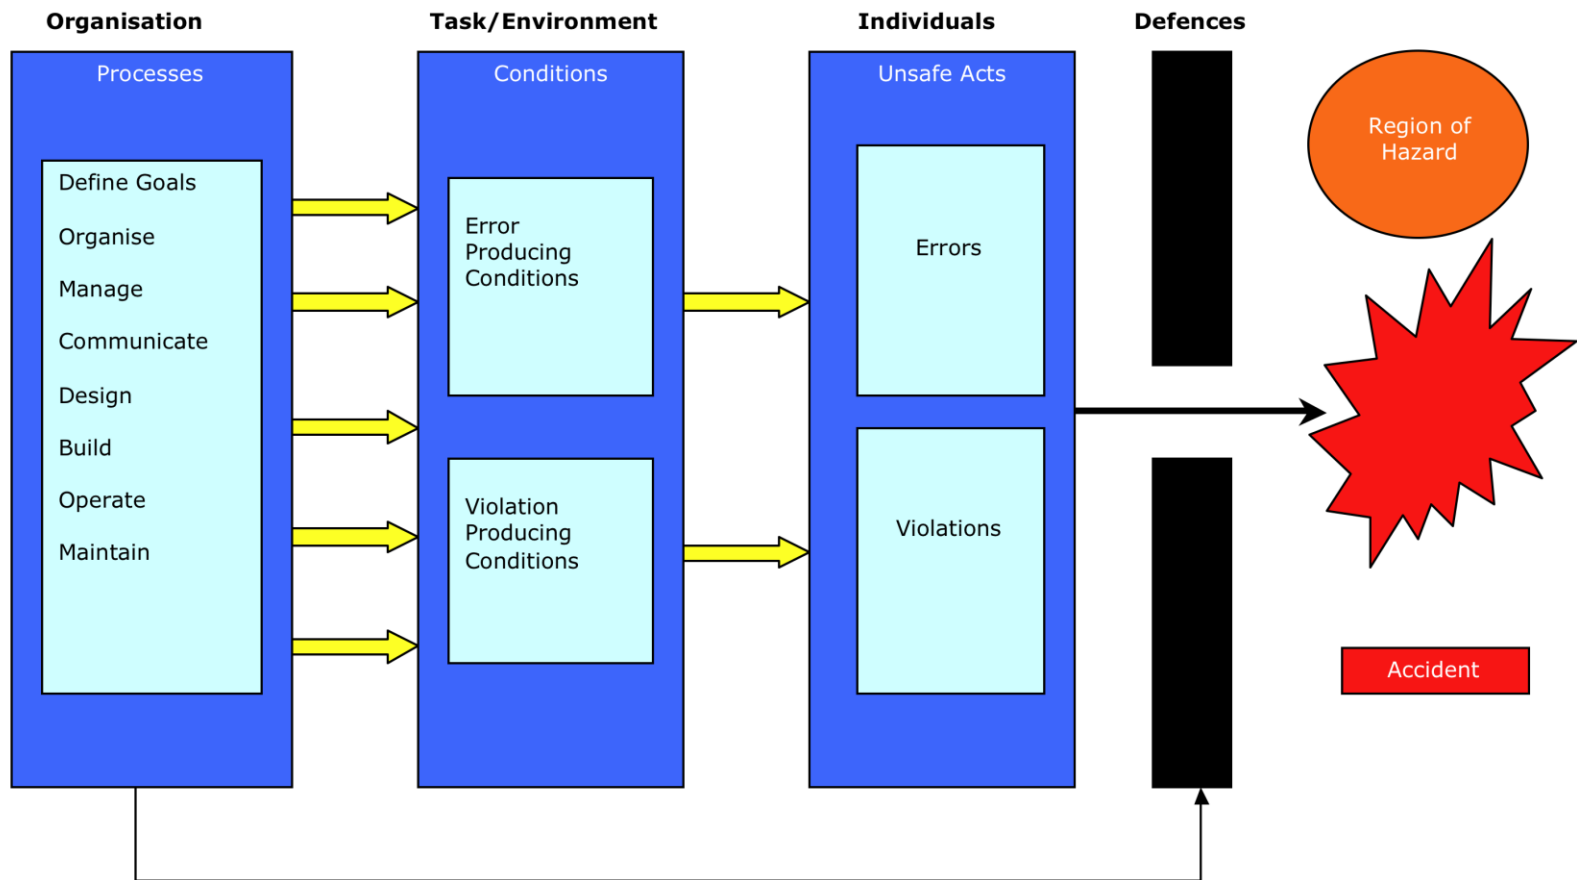 Organisation
Task/Environment
Individuals
Defences
Processes
Conditions
Unsafe Acts
Define Goals
Organise
Manage
Communicate
Design
Build
Operate
Maintain
Error
Producing
Conditions
Violation
Producing
Conditions
Errors
Violations
Region of
Hazard
Accident